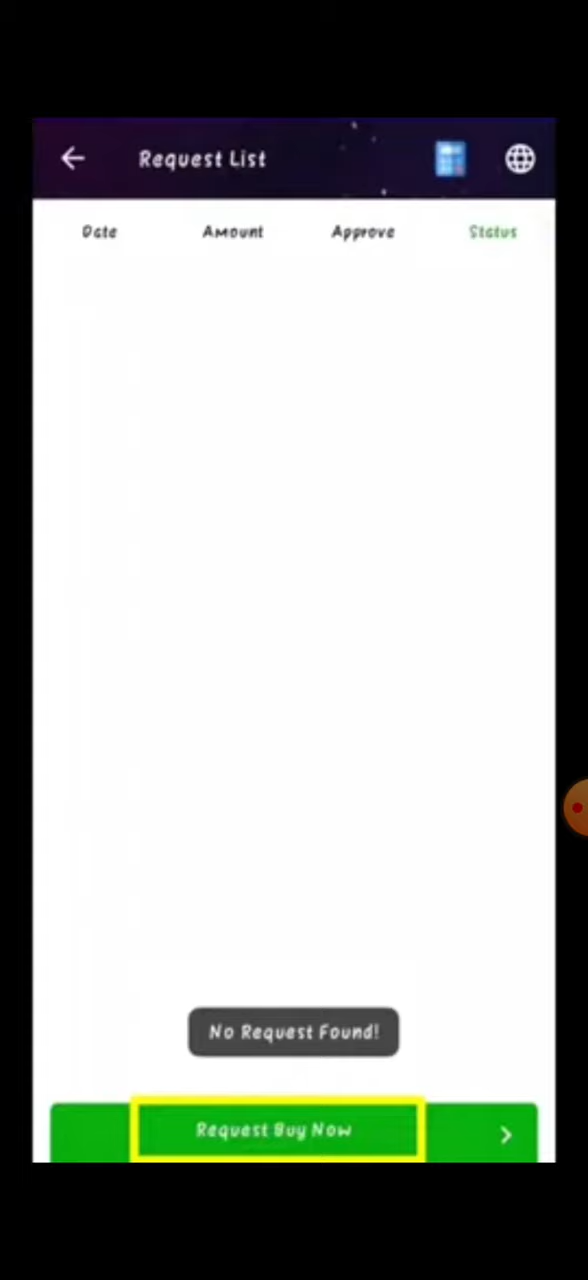 Request List
Date Amount Approve Status
No Request Found!
Request Buy Now